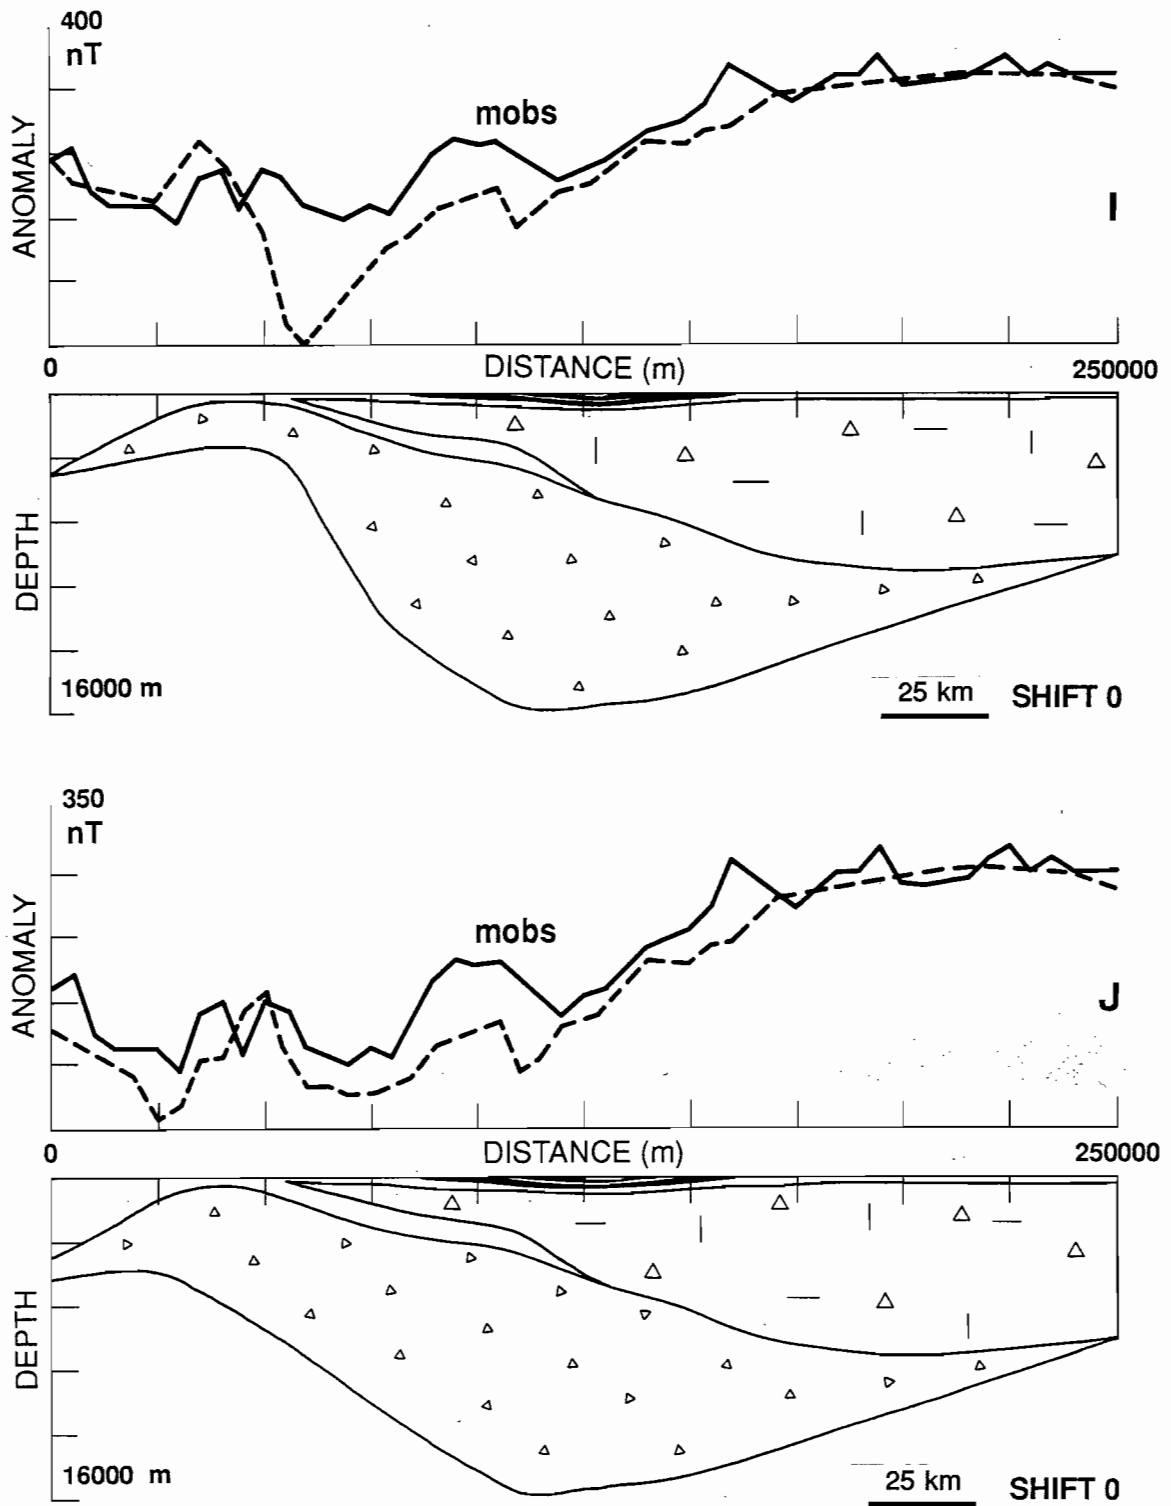 400
nT
mobs
ANOMALY
I
0
DISTANCE (m)
250000
DEPTH
16000 m
25 km
SHIFT 0
350
nT
mobs
ANOMALY
J
0
DISTANCE (m)
250000
DEPTH
16000 m
25 km
SHIFT 0